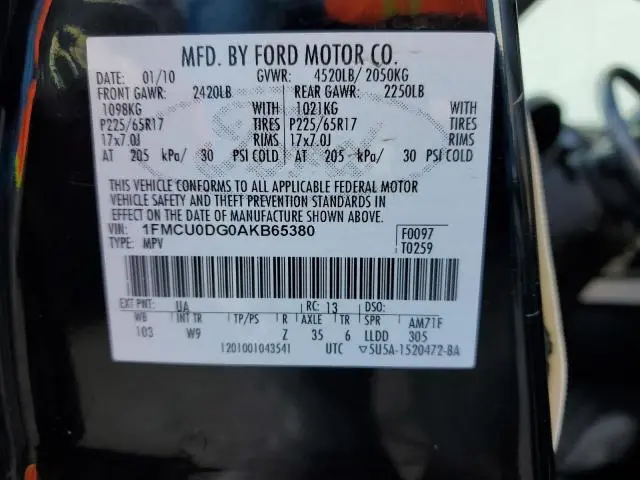 MFD. BY FORD MOTOR CO.
DATE: 01/10 GVWR: 4520LB/ 2050KG
FRONT GAWR: 2420LB REAR GAWR: 2250LB
1098KG WITH 1021KG WITH
P225/65R17 TIRES P225/65R17 TIRES
17x7.0J RIMS 17x7.0J RIMS
AT 205 kPa/ 30 PSI COLD AT 205 kPa/ 30 PSI COLD
THIS VEHICLE CONFORMS TO ALL APPLICABLE FEDERAL MOTOR
VEHICLE SAFETY AND THEFT PREVENTION STANDARDS IN
EFFECT ON THE DATE OF MANUFACTURE SHOWN ABOVE.
VIN: 1FMCU0DG0AKB65380 F0097
TYPE: MPV T0259
EXT PNT: UA RC: 13 DSO:
WB INT TR TP/PS R AXLE TR SPR AM71F
103 W9 Z 35 6 LLDD 305
1201001043541 UTC ▽5U5A-1520472-BA